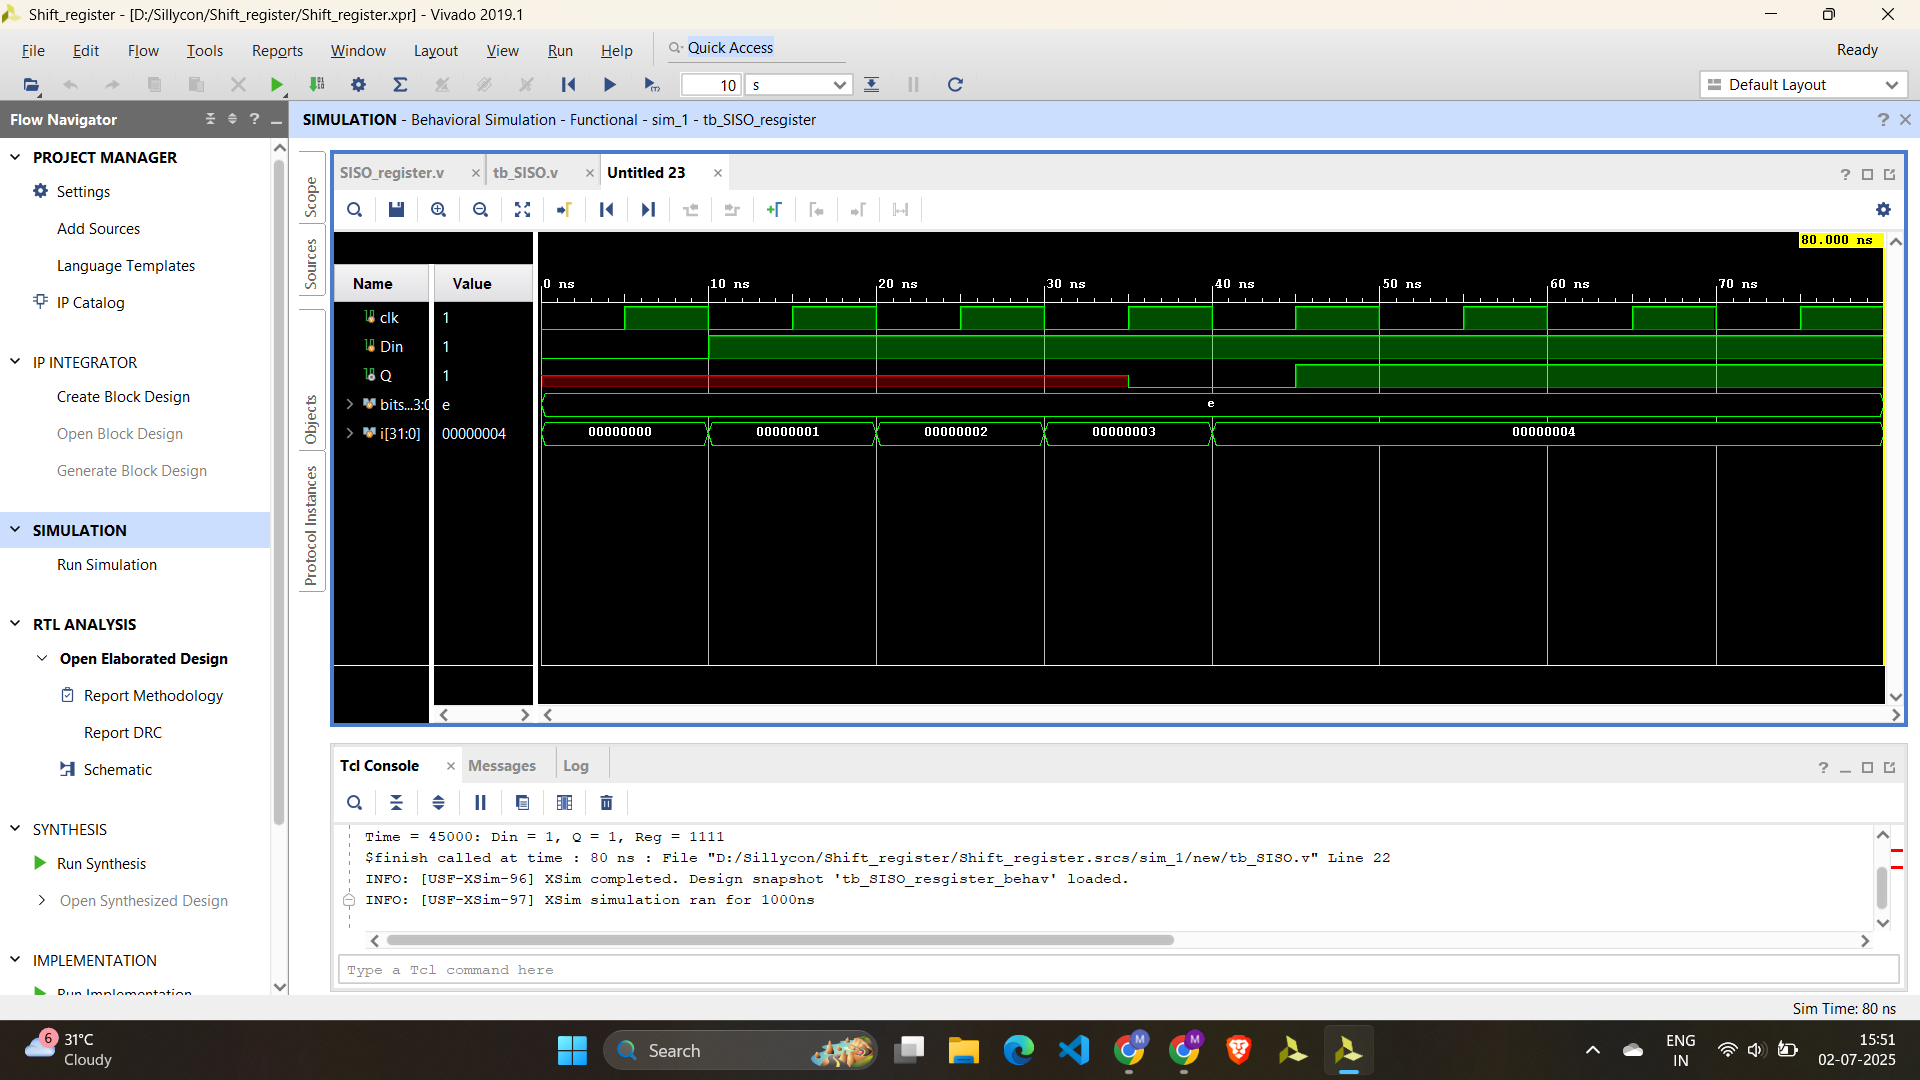 Shift_register - [D:/Sillycon/Shift_register/Shift_register.xpr] - Vivado 2019.1
File Edit Flow Tools Reports Window Layout View Run Help Quick Access
Ready
10 s
Default Layout
Flow Navigator
PROJECT MANAGER
Settings
Add Sources
Language Templates
IP Catalog
IP INTEGRATOR
Create Block Design
Open Block Design
Generate Block Design
SIMULATION
Run Simulation
RTL ANALYSIS
Open Elaborated Design
Report Methodology
Report DRC
Schematic
SYNTHESIS
Run Synthesis
Open Synthesized Design
IMPLEMENTATION
Run Implementation
SIMULATION - Behavioral Simulation - Functional - sim_1 - tb_SISO_resgister
Scope
Sources
Objects
Protocol Instances
SISO_register.v tb_SISO.v Untitled 23
80.000 ns
Name Value
0 ns 10 ns 20 ns 30 ns 40 ns 50 ns 60 ns 70 ns
clk 1
Din 1
Q 1
bits...3:0 e e
i[31:0] 00000004 00000000 00000001 00000002 00000003 00000004
Tcl Console Messages Log
Time = 45000: Din = 1, Q = 1, Reg = 1111
$finish called at time : 80 ns : File "D:/Sillycon/Shift_register/Shift_register.srcs/sim_1/new/tb_SISO.v" Line 22
INFO: [USF-XSim-96] XSim completed. Design snapshot 'tb_SISO_resgister_behav' loaded.
INFO: [USF-XSim-97] XSim simulation ran for 1000ns
Type a Tcl command here
Sim Time: 80 ns
6
31°C
Cloudy
Search
M
M
ENG
IN
15:51
02-07-2025